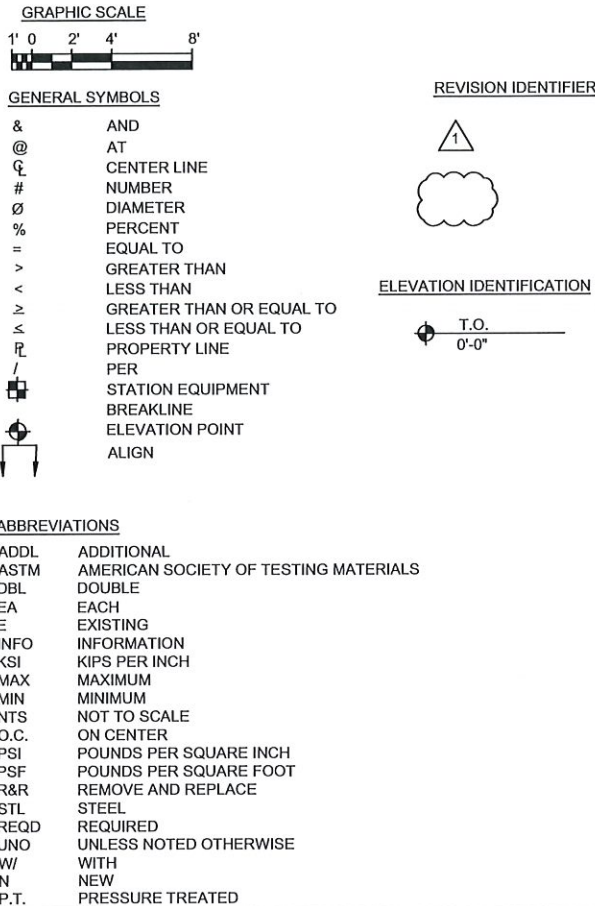 GRAPHIC SCALE
1' 0 2' 4' 8'
GENERAL SYMBOLS
& AND
@ AT
℄ CENTER LINE
# NUMBER
Ø DIAMETER
% PERCENT
= EQUAL TO
> GREATER THAN
< LESS THAN
≥ GREATER THAN OR EQUAL TO
≤ LESS THAN OR EQUAL TO
PL PROPERTY LINE
/ PER
STATION EQUIPMENT
BREAKLINE
ELEVATION POINT
ALIGN
REVISION IDENTIFIER
1
ELEVATION IDENTIFICATION
T.O.
0'-0"
ABBREVIATIONS
ADDL ADDITIONAL
ASTM AMERICAN SOCIETY OF TESTING MATERIALS
DBL DOUBLE
EA EACH
E EXISTING
INFO INFORMATION
KSI KIPS PER INCH
MAX MAXIMUM
MIN MINIMUM
NTS NOT TO SCALE
O.C. ON CENTER
PSI POUNDS PER SQUARE INCH
PSF POUNDS PER SQUARE FOOT
R&R REMOVE AND REPLACE
STL STEEL
REQD REQUIRED
UNO UNLESS NOTED OTHERWISE
W/ WITH
N NEW
P.T. PRESSURE TREATED